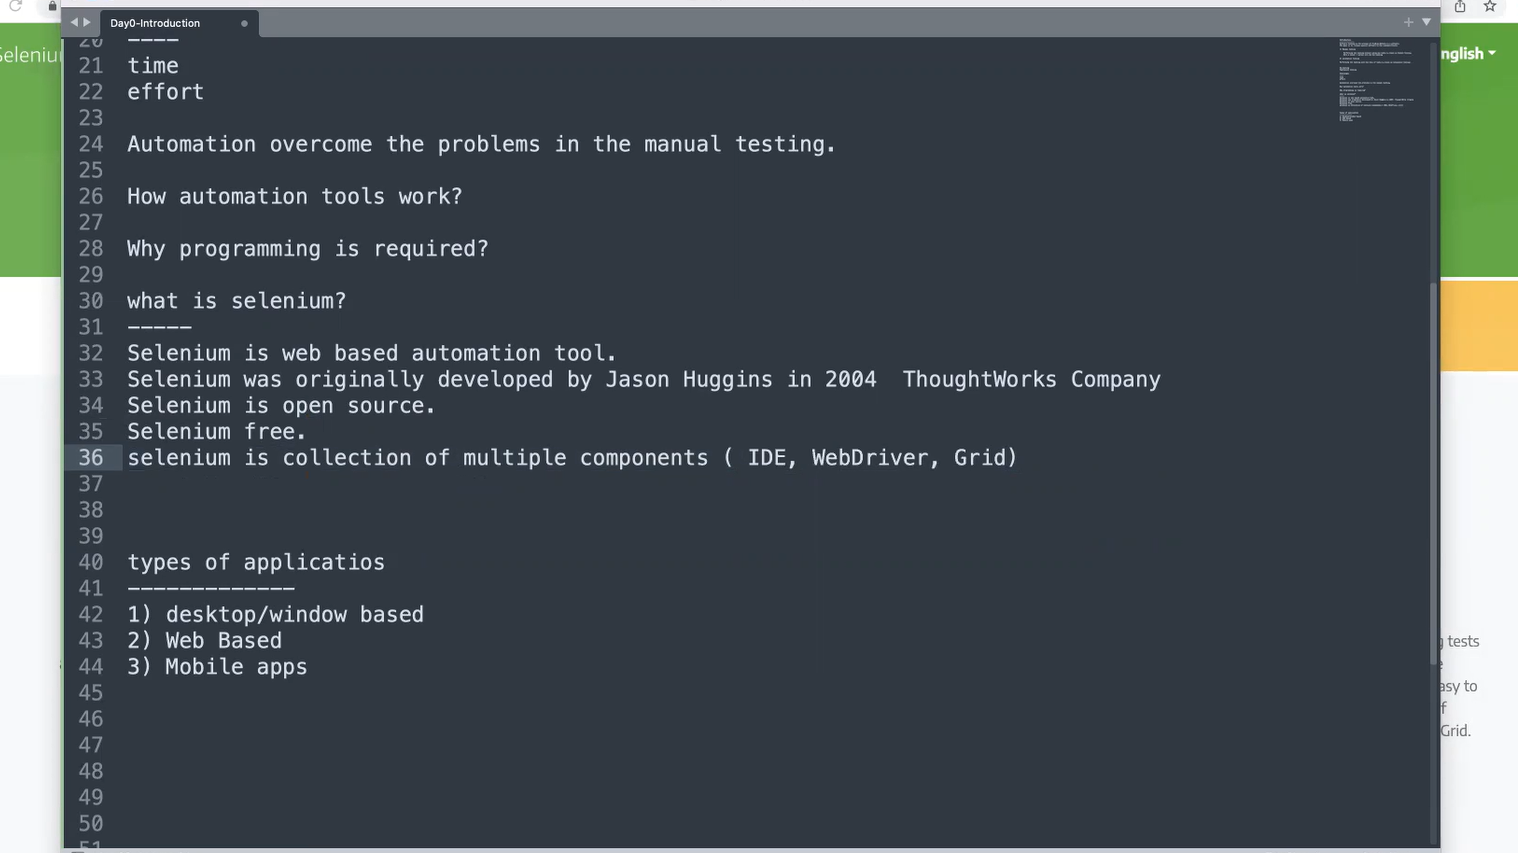 Selenium
Day0-Introduction
nglish
20 ----
21 time
22 effort
23
24 Automation overcome the problems in the manual testing.
25
26 How automation tools work?
27
28 Why programming is required?
29
30 what is selenium?
31 -----
32 Selenium is web based automation tool.
33 Selenium was originally developed by Jason Huggins in 2004  ThoughtWorks Company
34 Selenium is open source.
35 Selenium free.
36 selenium is collection of multiple components ( IDE, WebDriver, Grid)
37
38
39
40 types of applicatios
41 -------------
42 1) desktop/window based
43 2) Web Based
44 3) Mobile apps
45
46
47
48
49
50
51
g tests
e
asy to
f
Grid.